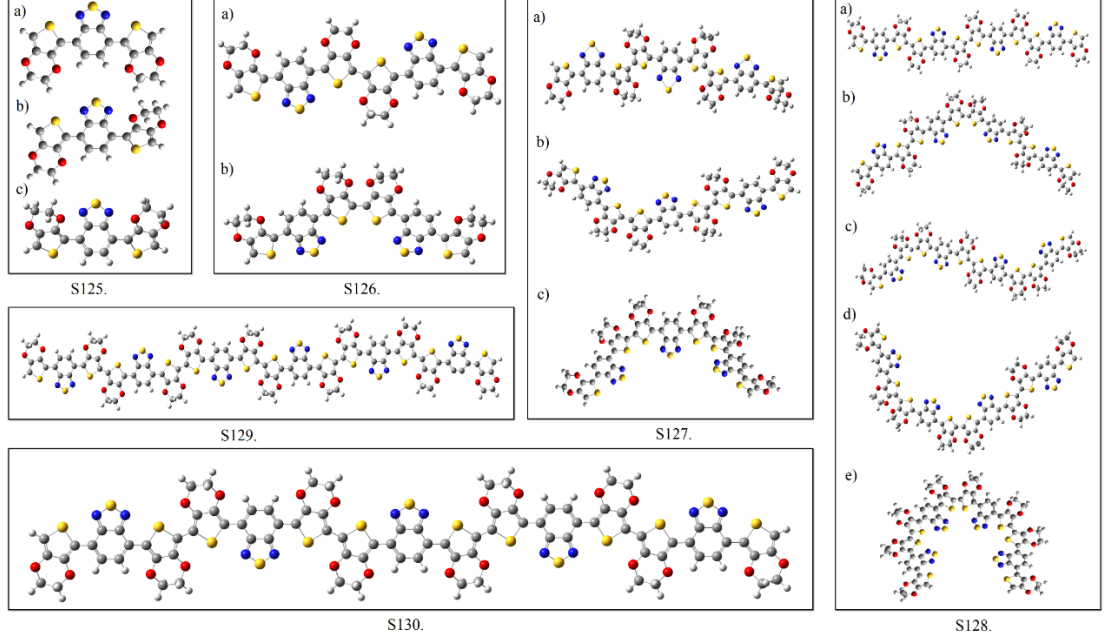 a)
b)
c)
S125.
a)
b)
S126.
a)
b)
c)
S127.
a)
b)
c)
d)
e)
S128.
S129.
S130.